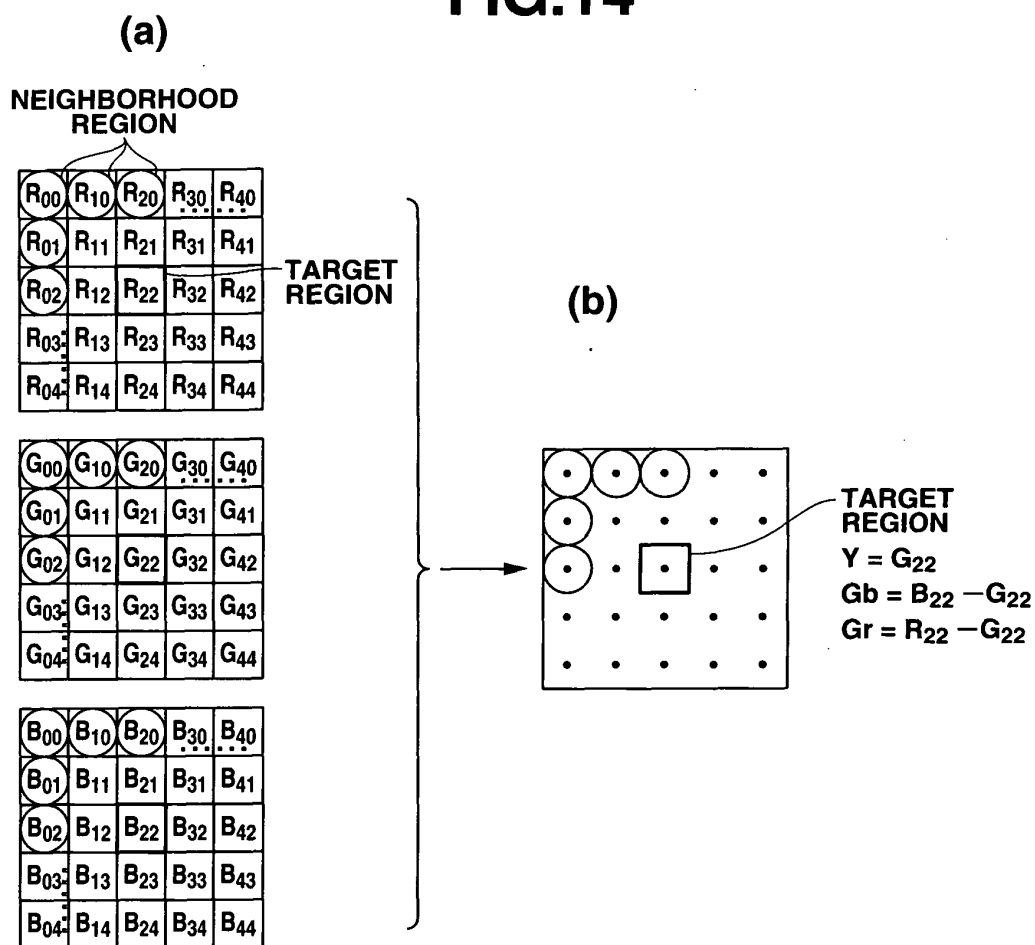 FIG.14
(a)
NEIGHBORHOOD
REGION
R00 R10 R20 R30 R40
R01 R11 R21 R31 R41
R02 R12 R22 R32 R42
R03 R13 R23 R33 R43
R04 R14 R24 R34 R44
TARGET
REGION
G00 G10 G20 G30 G40
G01 G11 G21 G31 G41
G02 G12 G22 G32 G42
G03 G13 G23 G33 G43
G04 G14 G24 G34 G44
B00 B10 B20 B30 B40
B01 B11 B21 B31 B41
B02 B12 B22 B32 B42
B03 B13 B23 B33 B43
B04 B14 B24 B34 B44
(b)
TARGET
REGION
Y = G22
Gb = B22 −G22
Gr = R22 −G22